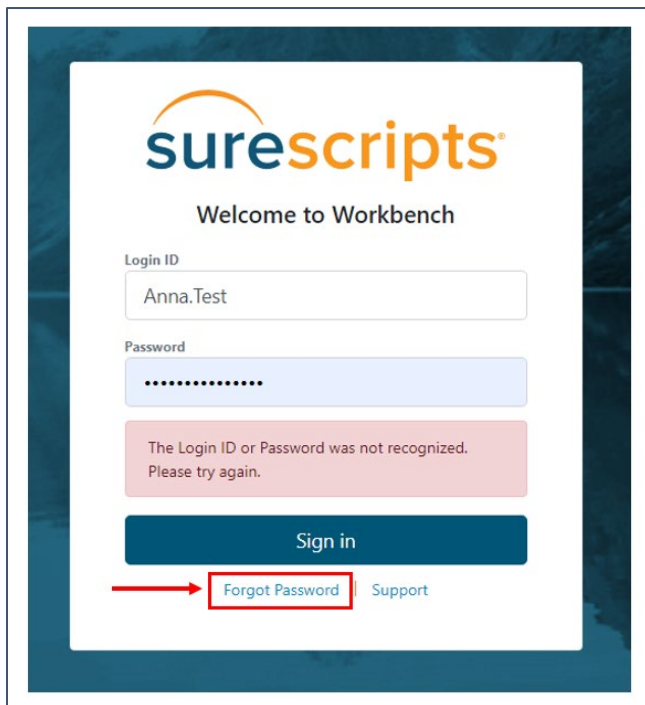 surescripts®
Welcome to Workbench
Login ID
Anna.Test
Password
•••••••••••••••
The Login ID or Password was not recognized.
Please try again.
Sign in
Forgot Password | Support